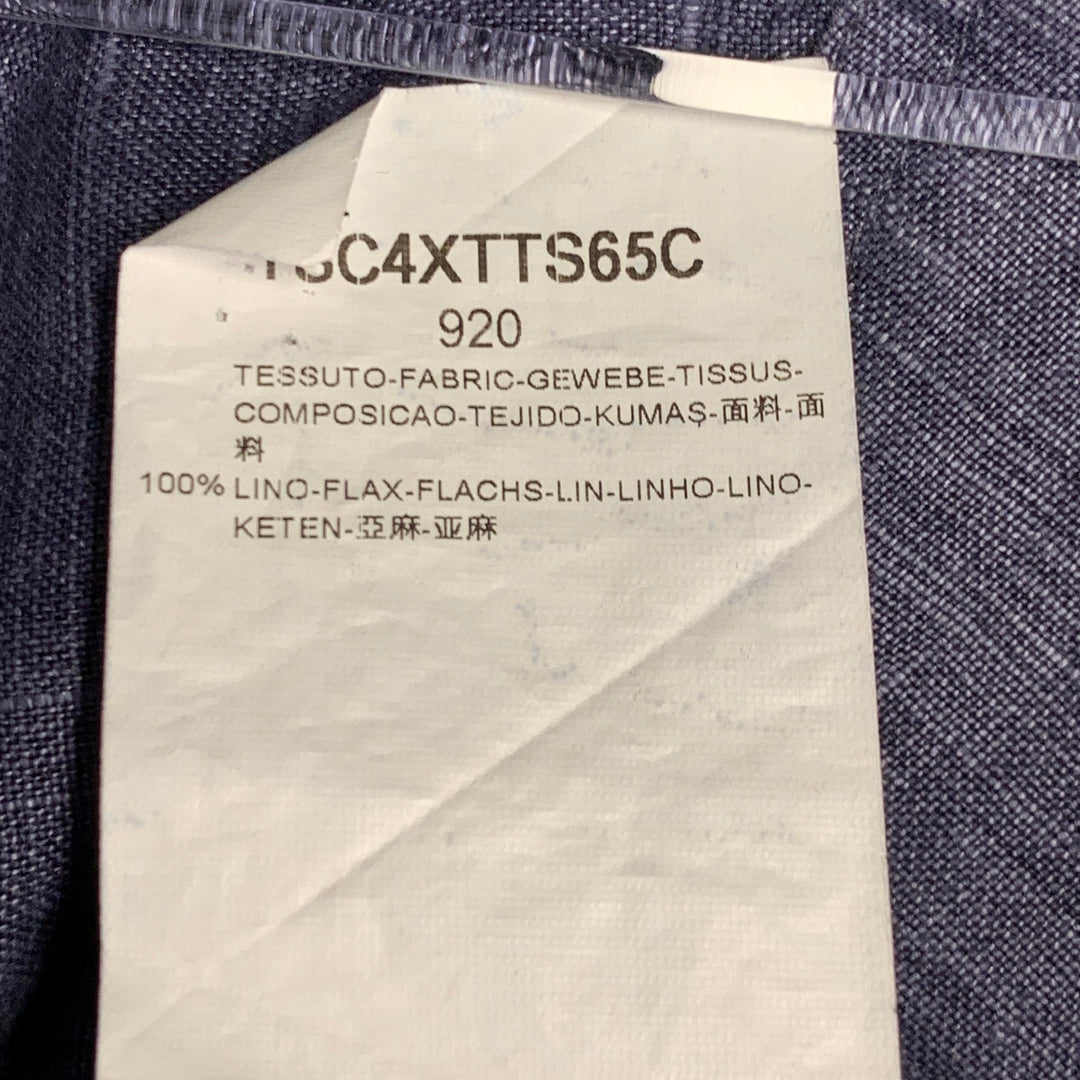 920
TESSUTO-FABRIC-GEWEBE-TISSUS-
COMPOSICAO-TEJIDO-KUMAŞ-面料-面
料
100% LINO-FLAX-FLACHS-LIN-LINHO-LINO-
KETEN-亞麻-亚麻